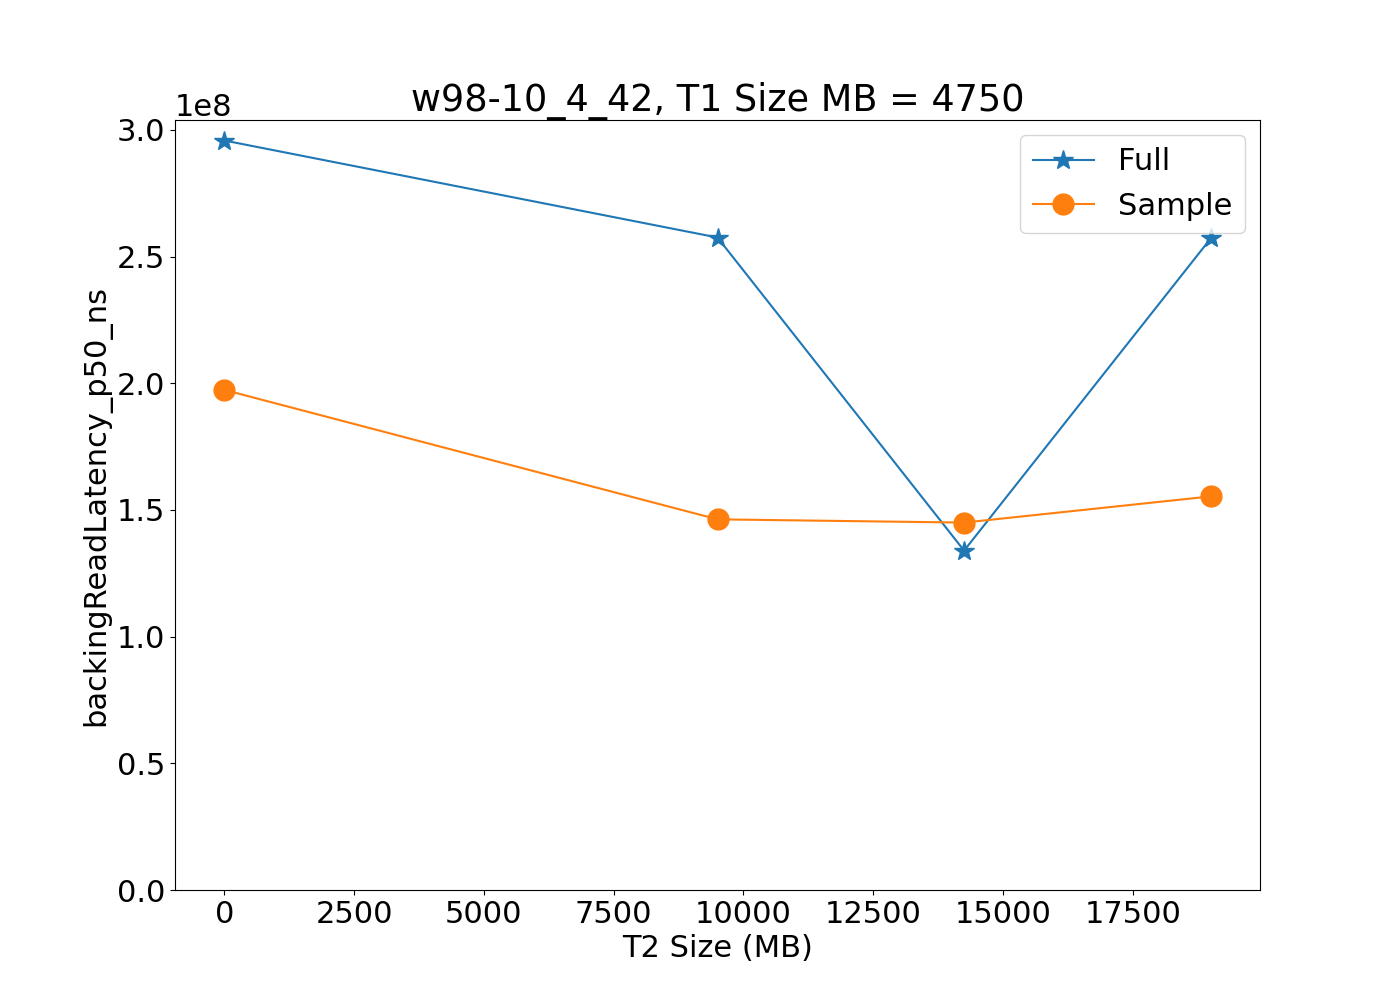 w98-10_4_42, T1 Size MB = 4750
1e8
3.0
2.5
2.0
1.5
1.0
0.5
0.0
backingReadLatency_p50_ns
Full
Sample
0 2500 5000 7500 10000 12500 15000 17500
T2 Size (MB)